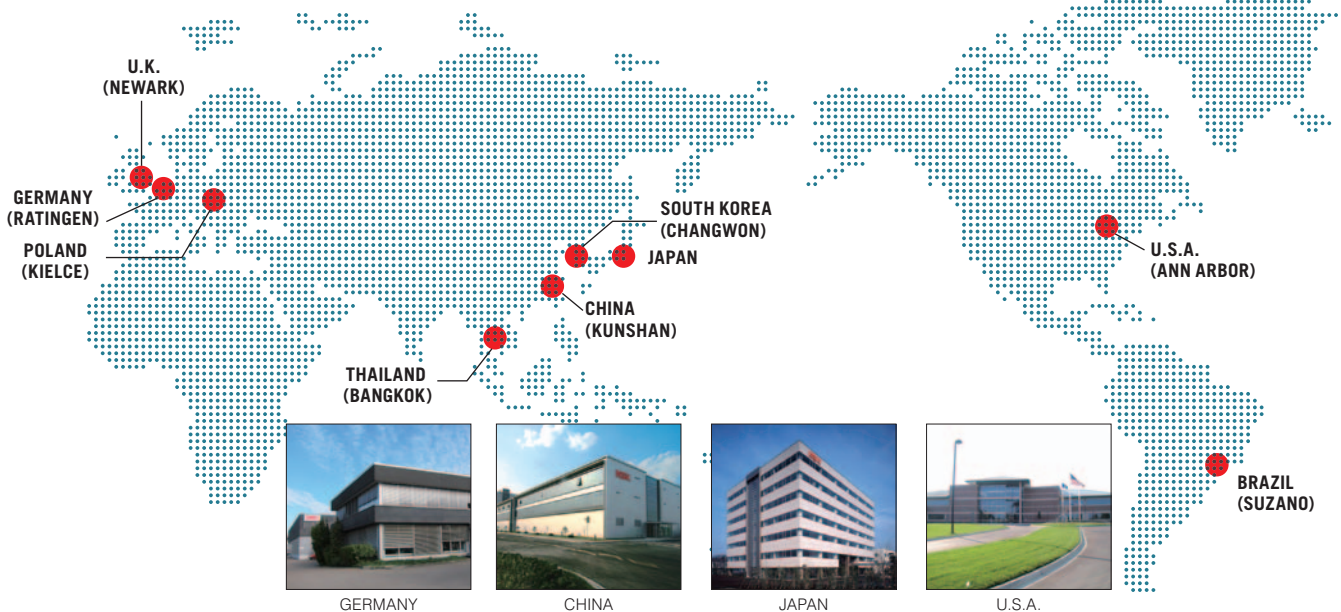 U.K.
(NEWARK)
GERMANY
(RATINGEN)
POLAND
(KIELCE)
SOUTH KOREA
(CHANGWON)
JAPAN
CHINA
(KUNSHAN)
THAILAND
(BANGKOK)
U.S.A.
(ANN ARBOR)
BRAZIL
(SUZANO)
GERMANY
CHINA
JAPAN
U.S.A.